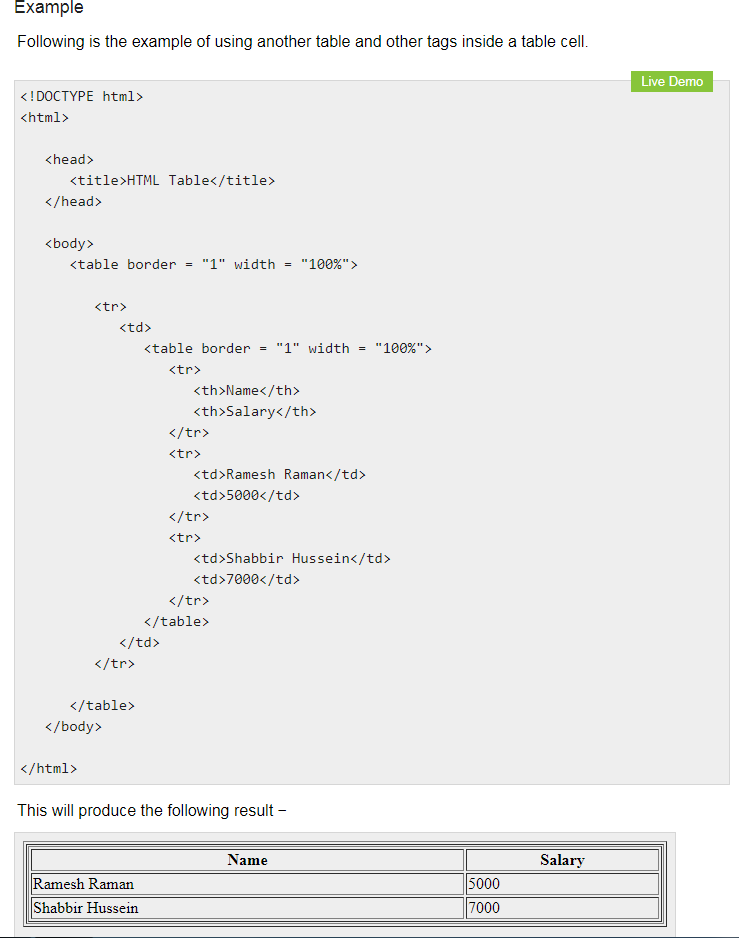 Example
Following is the example of using another table and other tags inside a table cell.
Live Demo
<!DOCTYPE html>
<html>
<head>
<title>HTML Table</title>
</head>
<body>
<table border = "1" width = "100%">
<tr>
<td>
<table border = "1" width = "100%">
<tr>
<th>Name</th>
<th>Salary</th>
</tr>
<tr>
<td>Ramesh Raman</td>
<td>5000</td>
</tr>
<tr>
<td>Shabbir Hussein</td>
<td>7000</td>
</tr>
</table>
</td>
</tr>
</table>
</body>
</html>
This will produce the following result −
Name Salary
Ramesh Raman 5000
Shabbir Hussein 7000